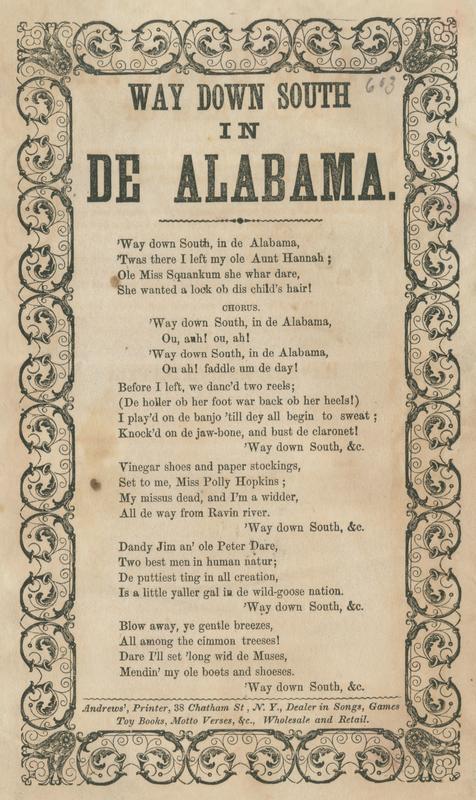 613
WAY DOWN SOUTH
IN
DE ALABAMA.
'Way down South, in de Alabama,
'Twas there I left my ole Aunt Hannah;
Ole Miss Squankum she whar dare,
She wanted a lock ob dis child's hair!
CHORUS.
'Way down South, in de Alabama,
Ou, auh! ou, ah!
'Way down South, in de Alabama,
Ou ah! faddle um de day!
Before I left, we danc'd two reels;
(De holler ob her foot war back ob her heels!)
I play'd on de banjo 'till dey all begin to sweat;
Knock'd on de jaw-bone, and bust de claronet!
'Way down South, &c.
Vinegar shoes and paper stockings,
Set to me, Miss Polly Hopkins;
My missus dead, and I'm a widder,
All de way from Ravin river.
'Way down South, &c.
Dandy Jim an' ole Peter Dare,
Two best men in human natur;
De puttiest ting in all creation,
Is a little yaller gal in de wild-goose nation.
'Way down South, &c.
Blow away, ye gentle breezes,
All among the cimmon treeses!
Dare I'll set 'long wid de Muses,
Mendin' my ole boots and shoeses.
'Way down South, &c.
Andrews', Printer, 38 Chatham St, N. Y., Dealer in Songs, Games
Toy Books, Motto Verses, &c., Wholesale and Retail.